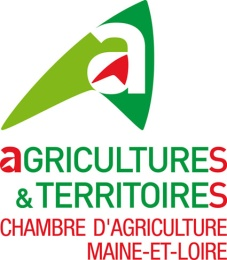 a
aGRICULTURES
& TERRITOIRES
CHAMBRE D'AGRICULTURE
MAINE-ET-LOIRE